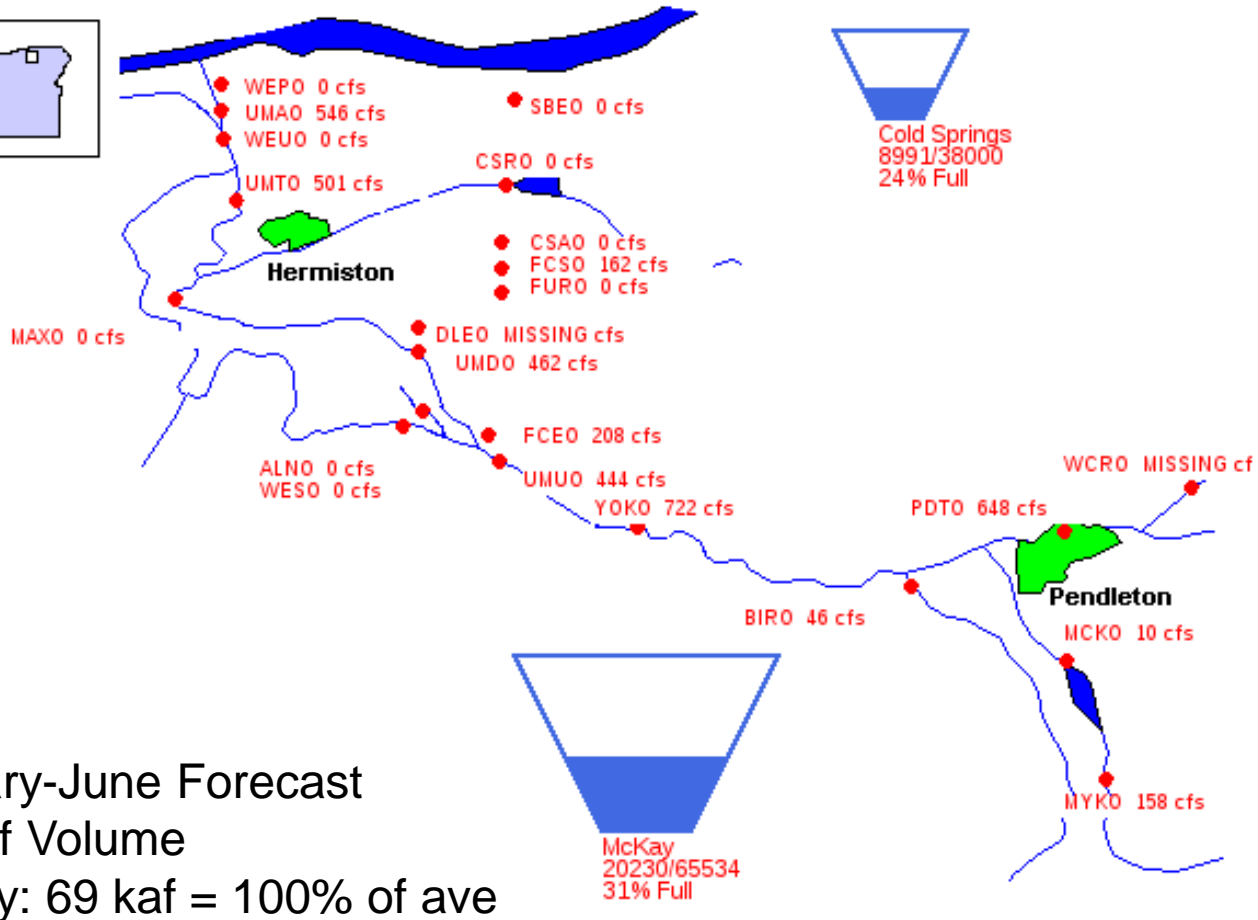 WEPO 0 cfs
UMAO 546 cfs
WEUO 0 cfs
SBEO 0 cfs
Cold Springs
8991/38000
24% Full
CSRO 0 cfs
UMTO 501 cfs
Hermiston
CSAO 0 cfs
FCSO 162 cfs
FURO 0 cfs
MAXO 0 cfs
DLEO MISSING cfs
UMDO 462 cfs
FCEO 208 cfs
ALNO 0 cfs
WESO 0 cfs
UMUO 444 cfs
YOKO 722 cfs
WCRO MISSING cf
PDTO 648 cfs
Pendleton
BIRO 46 cfs
MCKO 10 cfs
MYKO 158 cfs
McKay
20230/65534
31% Full
ary-June Forecast
f Volume
y: 69 kaf = 100% of ave